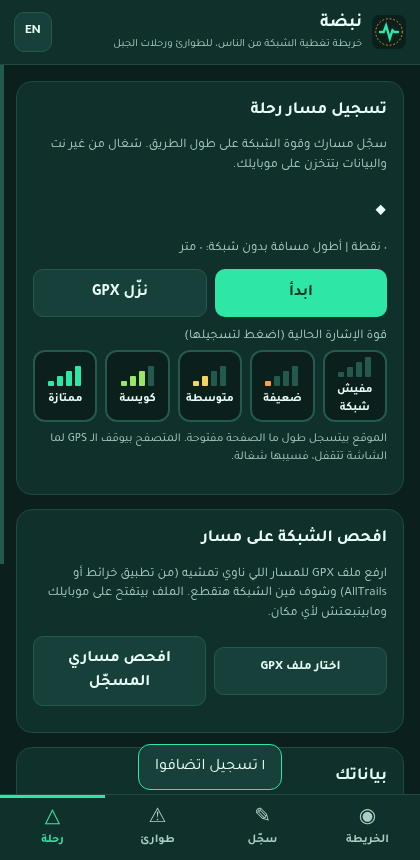 نبضة
خريطة تغطية الشبكة من الناس، للطوارئ ورحلات الجبل
EN
تسجيل مسار رحلة
سجّل مسارك وقوة الشبكة على طول الطريق. شغال من غير نت
والبيانات بتتخزن على موبايلك.
٠ نقطة | أطول مسافة بدون شبكة: ٠ متر
ابدأ
نزّل GPX
قوة الإشارة الحالية (اضغط لتسجيلها)
مفيش
شبكة
ضعيفة
متوسطة
كويسة
ممتازة
الموقع بيتسجل طول ما الصفحة مفتوحة. المتصفح بيوقف الـ GPS لما
الشاشة تتقفل، فسيبها شغالة.
افحص الشبكة على مسار
ارفع ملف GPX للمسار اللي ناوي تمشيه (من تطبيق خرائط أو
AllTrails) وشوف فين الشبكة هتقطع. الملف بيتفتح على موبايلك
ومابيتبعتش لأي مكان.
اختار ملف GPX
افحص مساري
المسجّل
بياناتك
١ تسجيل اتضافوا
الخريطة
سجّل
طوارئ
رحلة